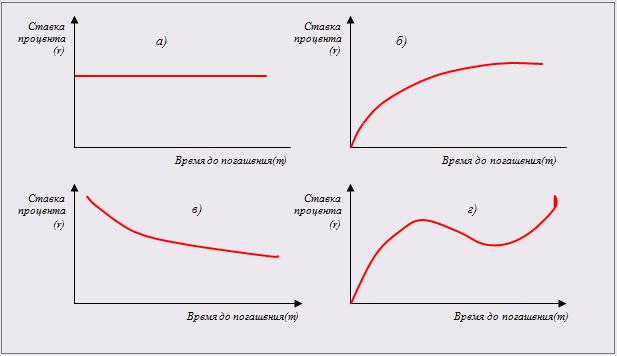 Ставка
процента
(r)
а)
Время до погашения(m)
Ставка
процента
(r)
б)
Время до погашения(m)
Ставка
процента
(r)
в)
Время до погашения(m)
Ставка
процента
(r)
г)
Время до погашения(m)